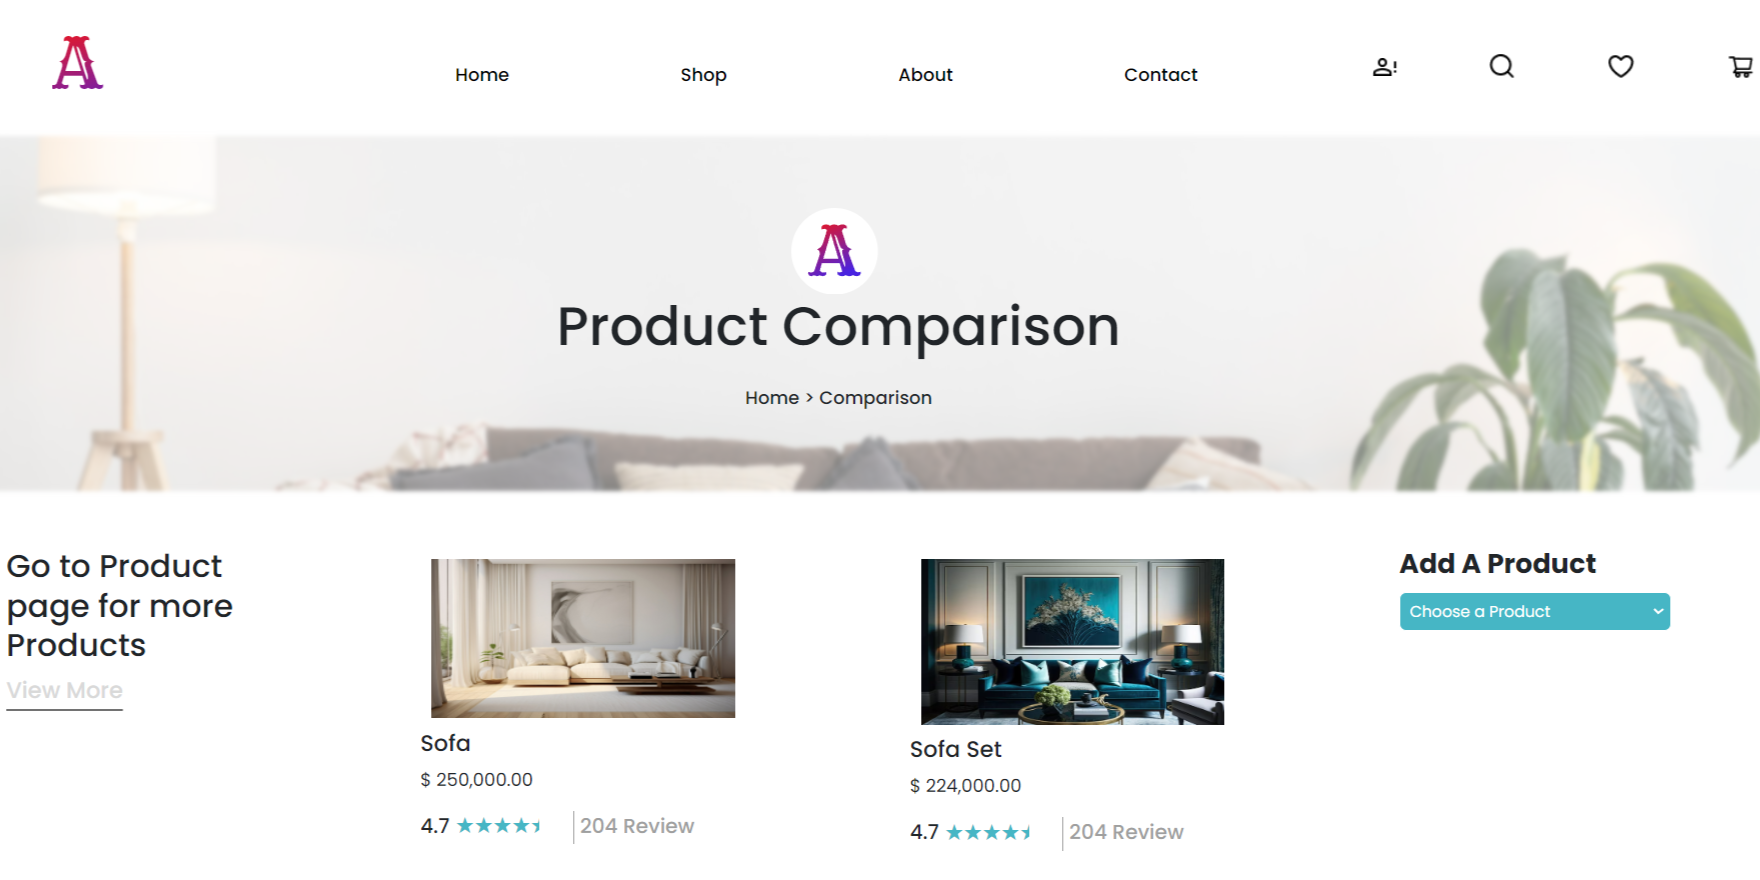 A
Home
Shop
About
Contact
A
Product Comparison
Home > Comparison
Go to Product
page for more
Products
View More
Sofa
$ 250,000.00
4.7 ★★★★⯨ 204 Review
Sofa Set
$ 224,000.00
4.7 ★★★★⯨ 204 Review
Add A Product
Choose a Product